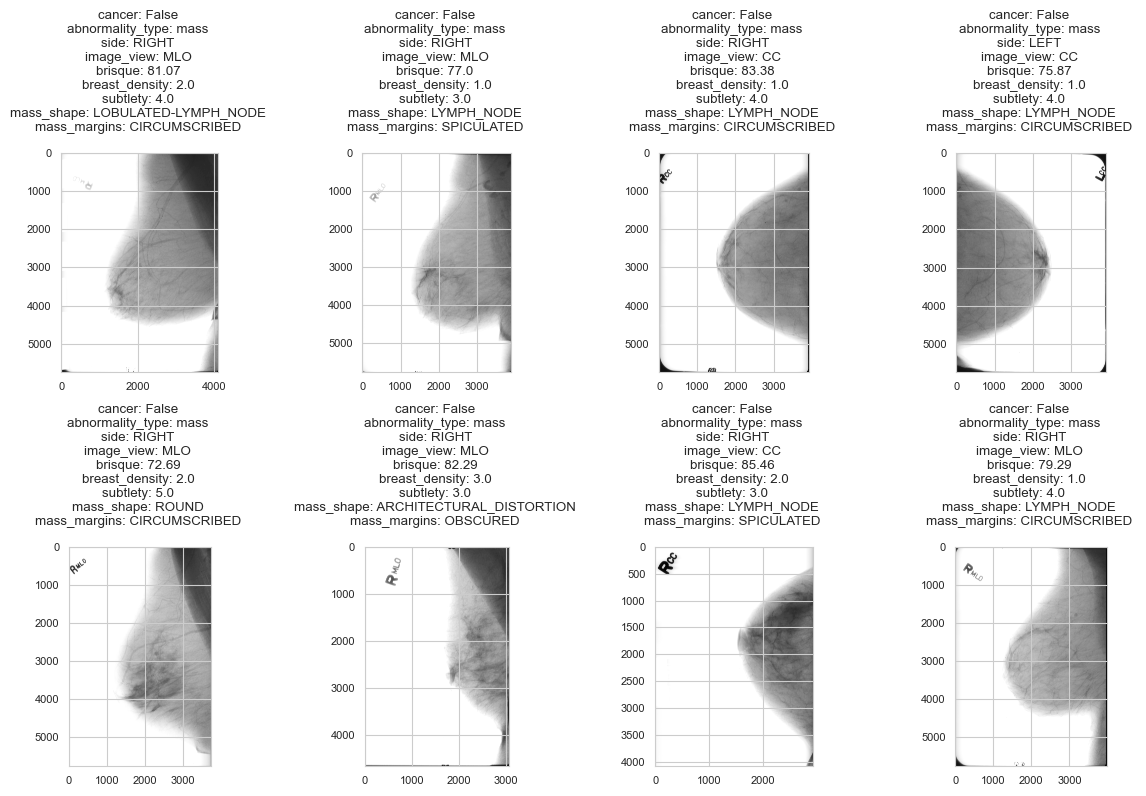 cancer: False
abnormality_type: mass
side: RIGHT
image_view: MLO
brisque: 81.07
breast_density: 2.0
subtlety: 4.0
mass_shape: LOBULATED-LYMPH_NODE
mass_margins: CIRCUMSCRIBED
0
1000
2000
3000
4000
5000
0 2000 4000
cancer: False
abnormality_type: mass
side: RIGHT
image_view: MLO
brisque: 77.0
breast_density: 1.0
subtlety: 3.0
mass_shape: LYMPH_NODE
mass_margins: SPICULATED
0
1000
R MLO
2000
3000
4000
5000
0 1000 2000 3000
cancer: False
abnormality_type: mass
side: RIGHT
image_view: CC
brisque: 83.38
breast_density: 1.0
subtlety: 4.0
mass_shape: LYMPH_NODE
mass_margins: CIRCUMSCRIBED
0
R CC
1000
2000
3000
4000
5000
0 1000 2000 3000
cancer: False
abnormality_type: mass
side: LEFT
image_view: CC
brisque: 75.87
breast_density: 1.0
subtlety: 4.0
mass_shape: LYMPH_NODE
mass_margins: CIRCUMSCRIBED
0
L CC
1000
2000
3000
4000
5000
0 1000 2000 3000
cancer: False
abnormality_type: mass
side: RIGHT
image_view: MLO
brisque: 72.69
breast_density: 2.0
subtlety: 5.0
mass_shape: ROUND
mass_margins: CIRCUMSCRIBED
0
R MLO
1000
2000
3000
4000
5000
0 1000 2000 3000
cancer: False
abnormality_type: mass
side: RIGHT
image_view: MLO
brisque: 82.29
breast_density: 3.0
subtlety: 3.0
mass_shape: ARCHITECTURAL_DISTORTION
mass_margins: OBSCURED
0
R MLO
1000
2000
3000
4000
0 1000 2000 3000
cancer: False
abnormality_type: mass
side: RIGHT
image_view: CC
brisque: 85.46
breast_density: 2.0
subtlety: 3.0
mass_shape: LYMPH_NODE
mass_margins: SPICULATED
0
R CC
500
1000
1500
2000
2500
3000
3500
4000
0 1000 2000
cancer: False
abnormality_type: mass
side: RIGHT
image_view: MLO
brisque: 79.29
breast_density: 1.0
subtlety: 4.0
mass_shape: LYMPH_NODE
mass_margins: CIRCUMSCRIBED
0
R MLO
1000
2000
3000
4000
5000
0 1000 2000 3000